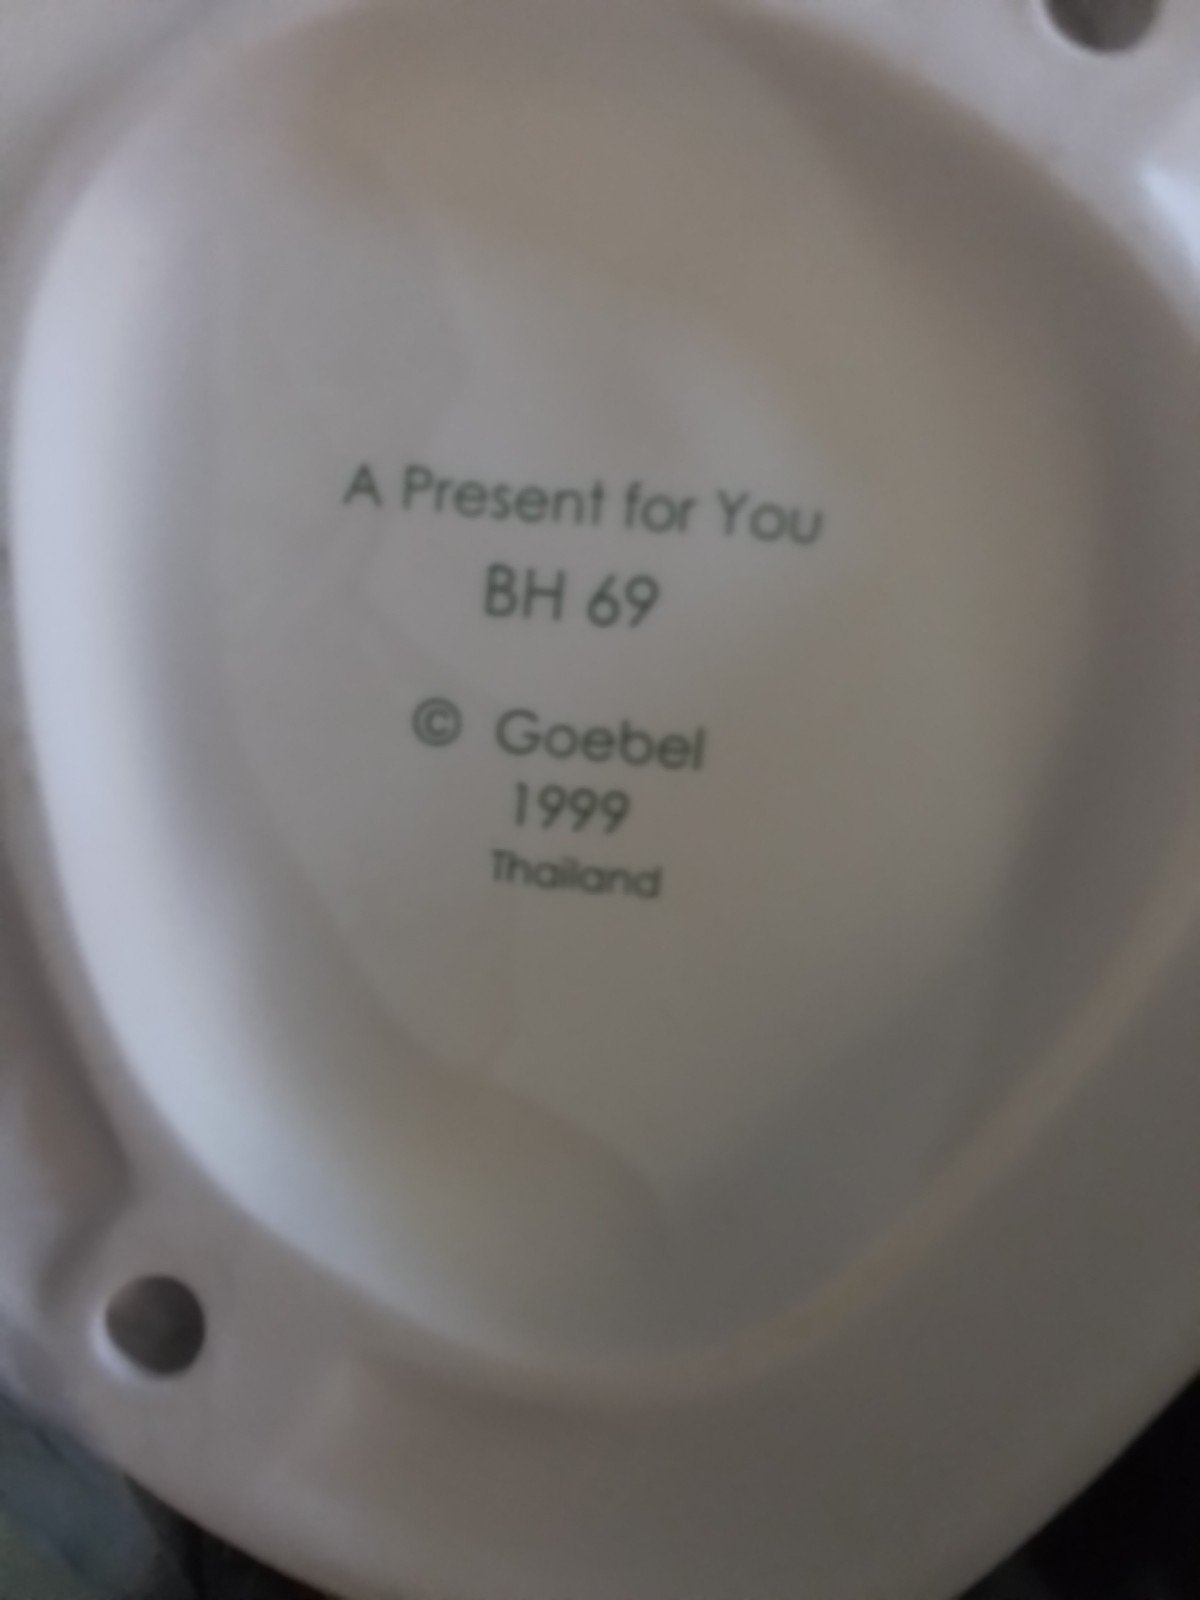 A Present for You
BH 69
© Goebel
1999
Thailand